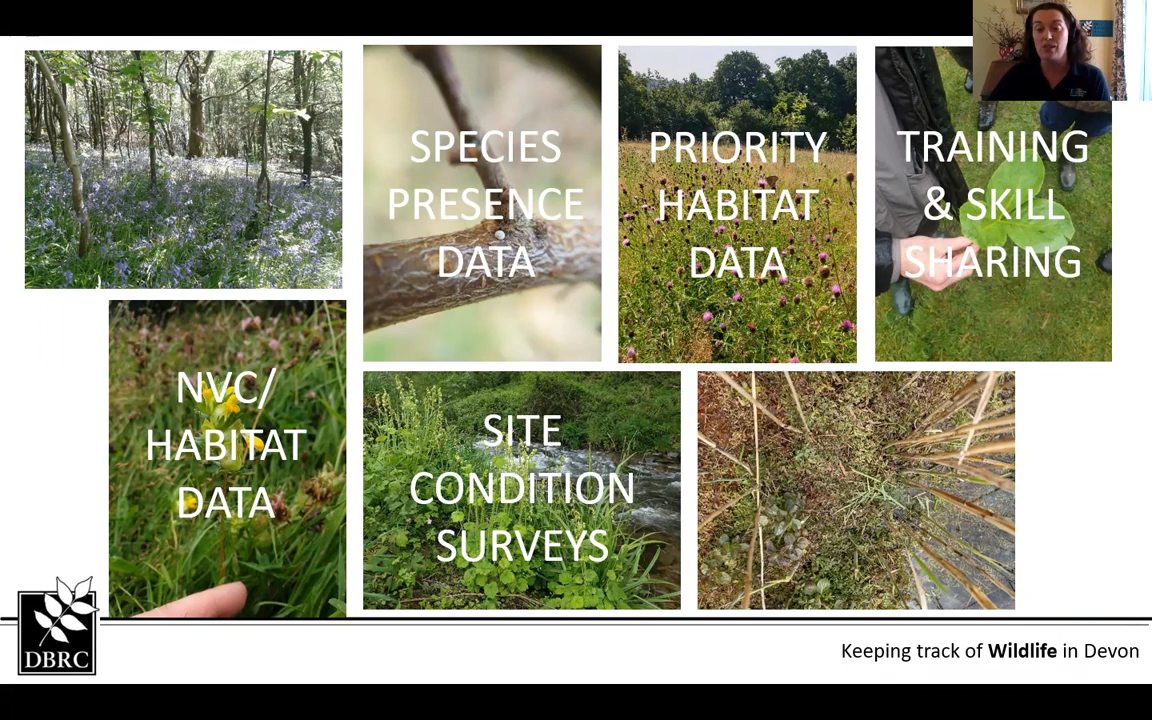 SPECIES
PRESENCE
DATA
PRIORITY
HABITAT
DATA
TRAINING
& SKILL
SHARING
NVC/
HABITAT
DATA
SITE
CONDITION
SURVEYS
DBRC
Keeping track of Wildlife in Devon